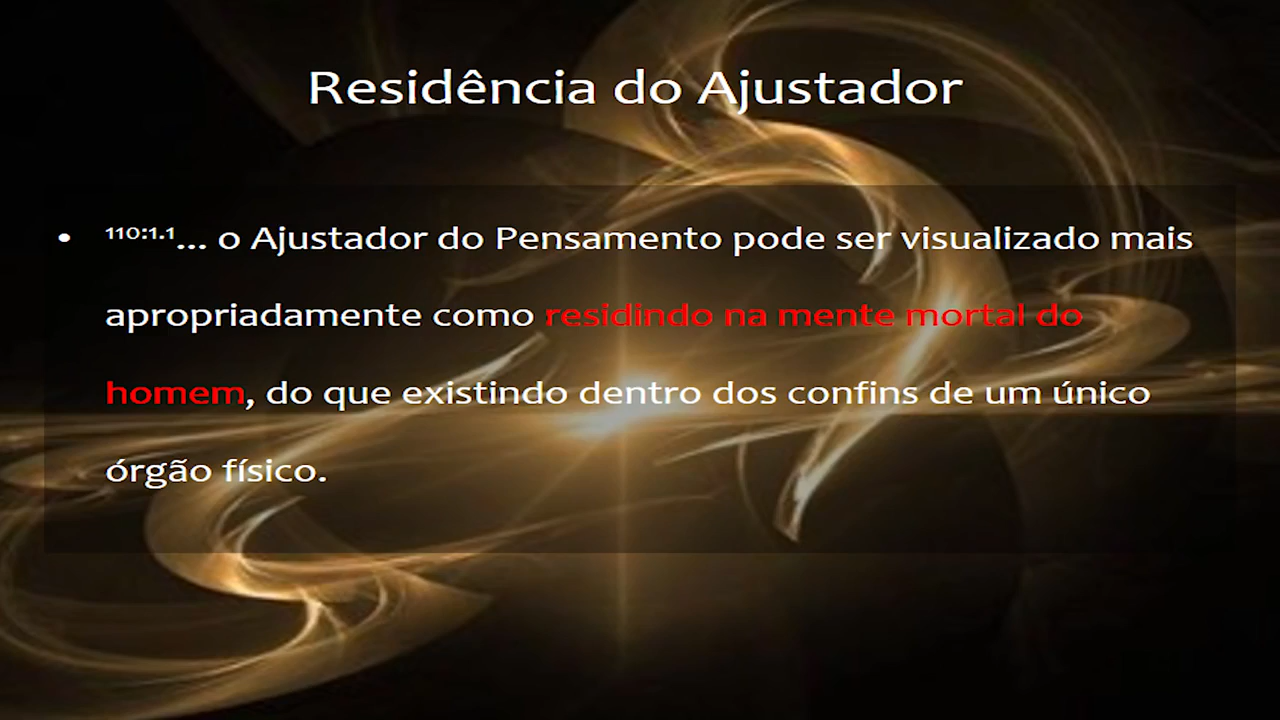 Residência do Ajustador
• 110:1.1... o Ajustador do Pensamento pode ser visualizado mais
apropriadamente como residindo na mente mortal do
homem, do que existindo dentro dos confins de um único
órgão físico.